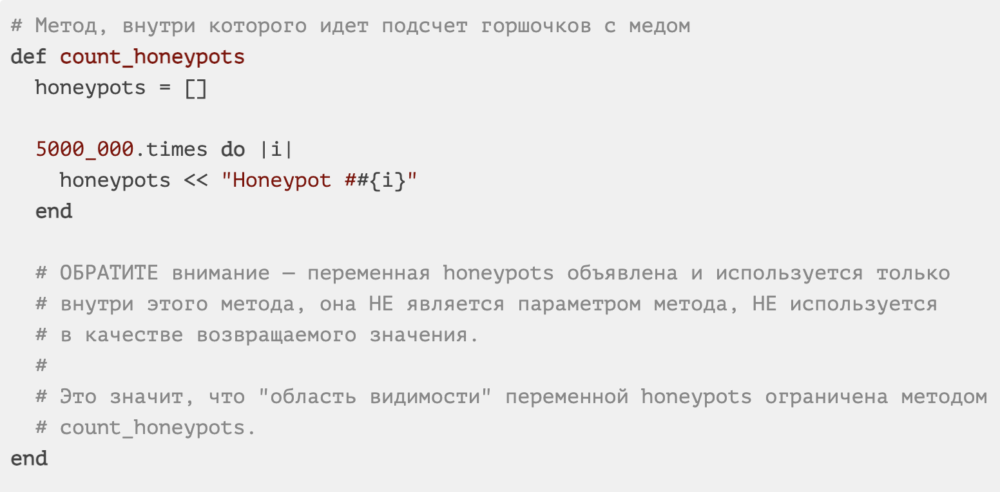 # Метод, внутри которого идет подсчет горшочков с медом
def count_honeypots
  honeypots = []

  5000_000.times do |i|
    honeypots << "Honeypot ##{i}"
  end

  # ОБРАТИТЕ внимание — переменная honeypots объявлена и используется только
  # внутри этого метода, она НЕ является параметром метода, НЕ используется
  # в качестве возвращаемого значения.
  #
  # Это значит, что "область видимости" переменной honeypots ограничена методом
  # count_honeypots.
end